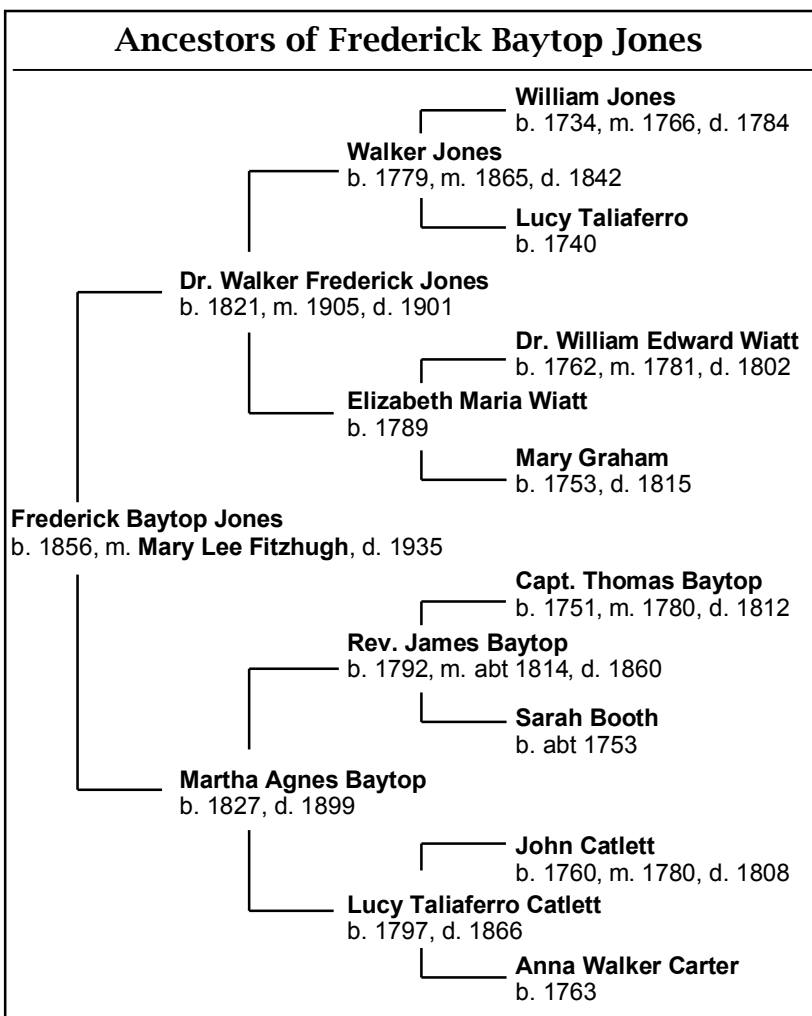 Ancestors of Frederick Baytop Jones
William Jones
b. 1734, m. 1766, d. 1784
Walker Jones
b. 1779, m. 1865, d. 1842
Lucy Taliaferro
b. 1740
Dr. Walker Frederick Jones
b. 1821, m. 1905, d. 1901
Dr. William Edward Wiatt
b. 1762, m. 1781, d. 1802
Elizabeth Maria Wiatt
b. 1789
Mary Graham
b. 1753, d. 1815
Frederick Baytop Jones
b. 1856, m. Mary Lee Fitzhugh, d. 1935
Capt. Thomas Baytop
b. 1751, m. 1780, d. 1812
Rev. James Baytop
b. 1792, m. abt 1814, d. 1860
Sarah Booth
b. abt 1753
Martha Agnes Baytop
b. 1827, d. 1899
John Catlett
b. 1760, m. 1780, d. 1808
Lucy Taliaferro Catlett
b. 1797, d. 1866
Anna Walker Carter
b. 1763